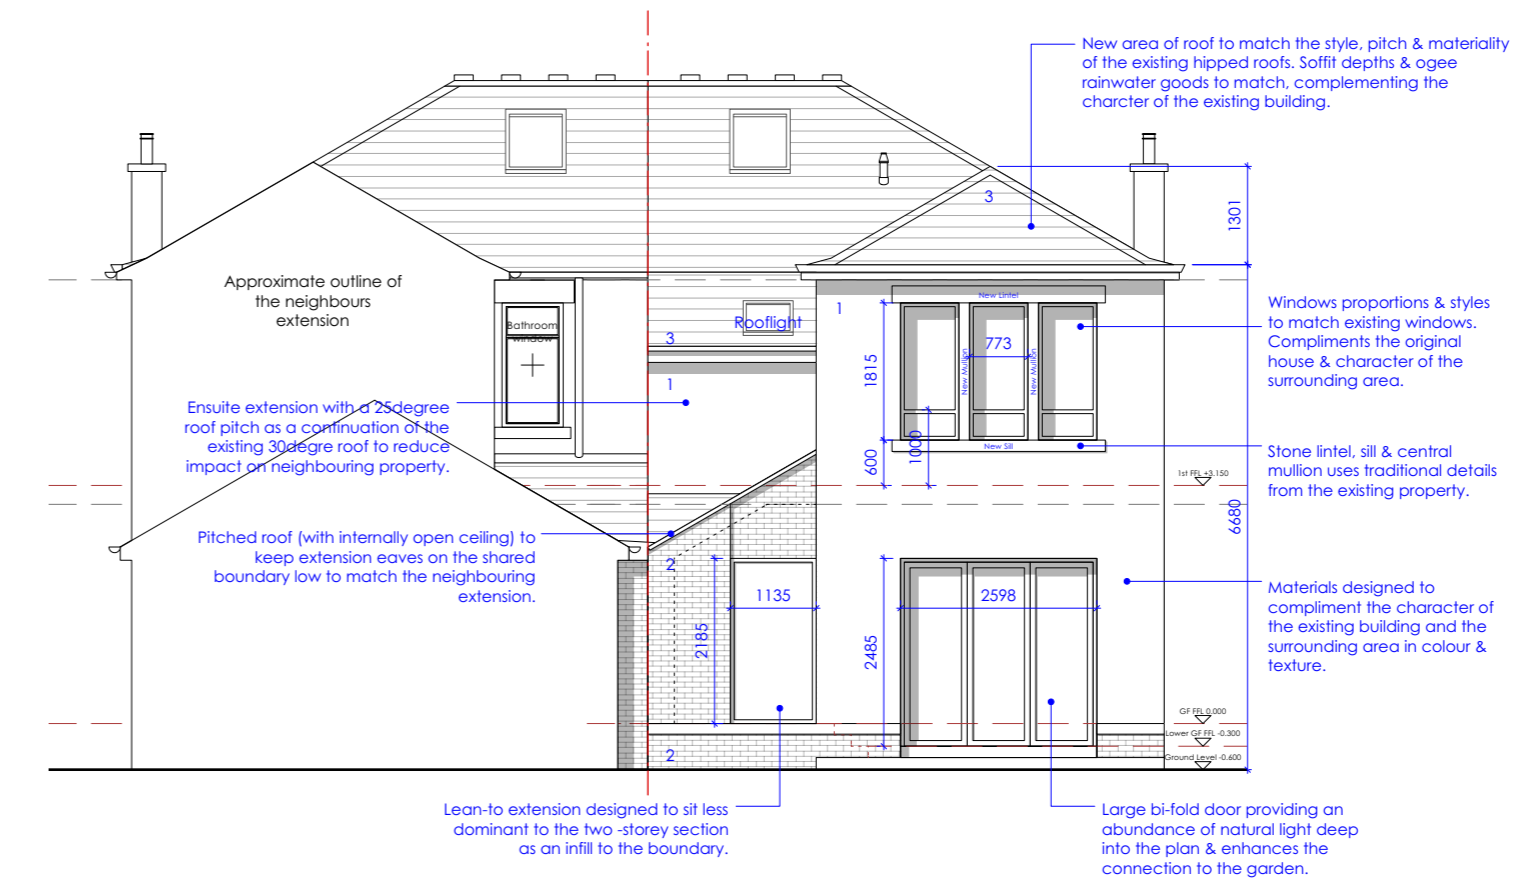 New area of roof to match the style, pitch & materiality
of the existing hipped roofs. Soffit depths & ogee
rainwater goods to match, complementing the
charcter of the existing building.
3
1301
Approximate outline of
the neighbours
extension
Bathroom
window
Rooflight
3
1
1
New Lintel
773
New Mullion
New Mullion
1815
1000
600
New Sill
Windows proportions & styles
to match existing windows.
Compliments the original
house & character of the
surrounding area.
Ensuite extension with a 25degree
roof pitch as a continuation of the
existing 30degre roof to reduce
impact on neighbouring property.
Stone lintel, sill & central
mullion uses traditional details
from the existing property.
1st FFL +3.150
6680
Pitched roof (with internally open ceiling) to
keep extension eaves on the shared
boundary low to match the neighbouring
extension.
2
1135
2185
2598
2485
Materials designed to
compliment the character of
the existing building and the
surrounding area in colour &
texture.
GF FFL 0.000
Lower GF FFL -0.300
Ground Level -0.600
2
Lean-to extension designed to sit less
dominant to the two -storey section
as an infill to the boundary.
Large bi-fold door providing an
abundance of natural light deep
into the plan & enhances the
connection to the garden.